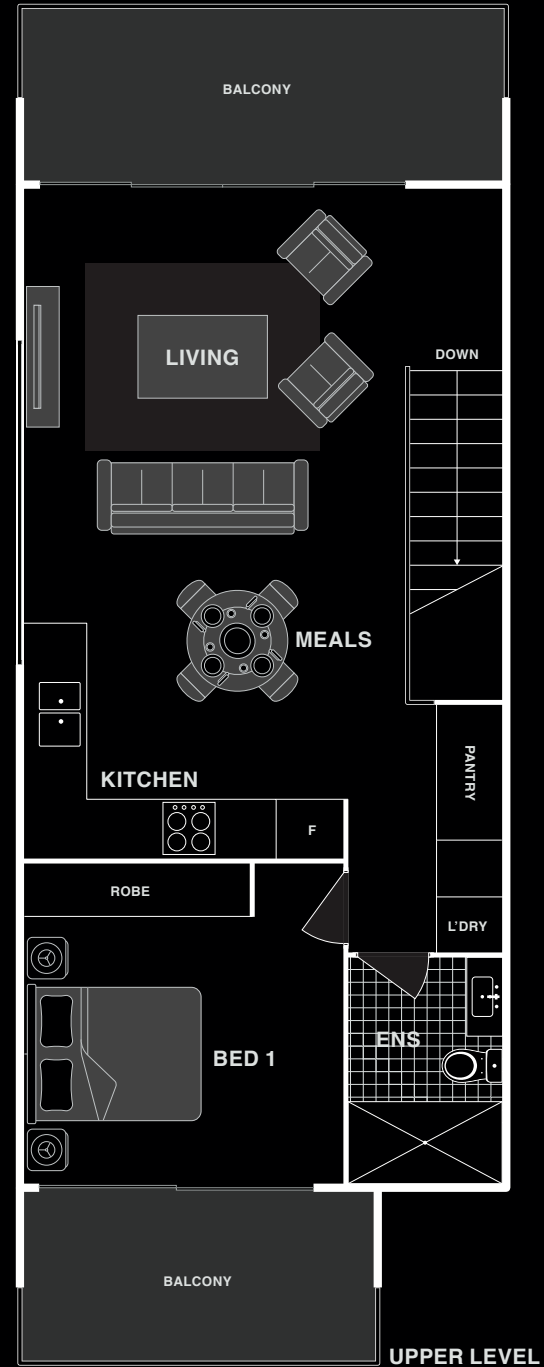 BALCONY
LIVING
DOWN
MEALS
KITCHEN
PANTRY
F
ROBE
L'DRY
ENS
BED 1
BALCONY
UPPER LEVEL